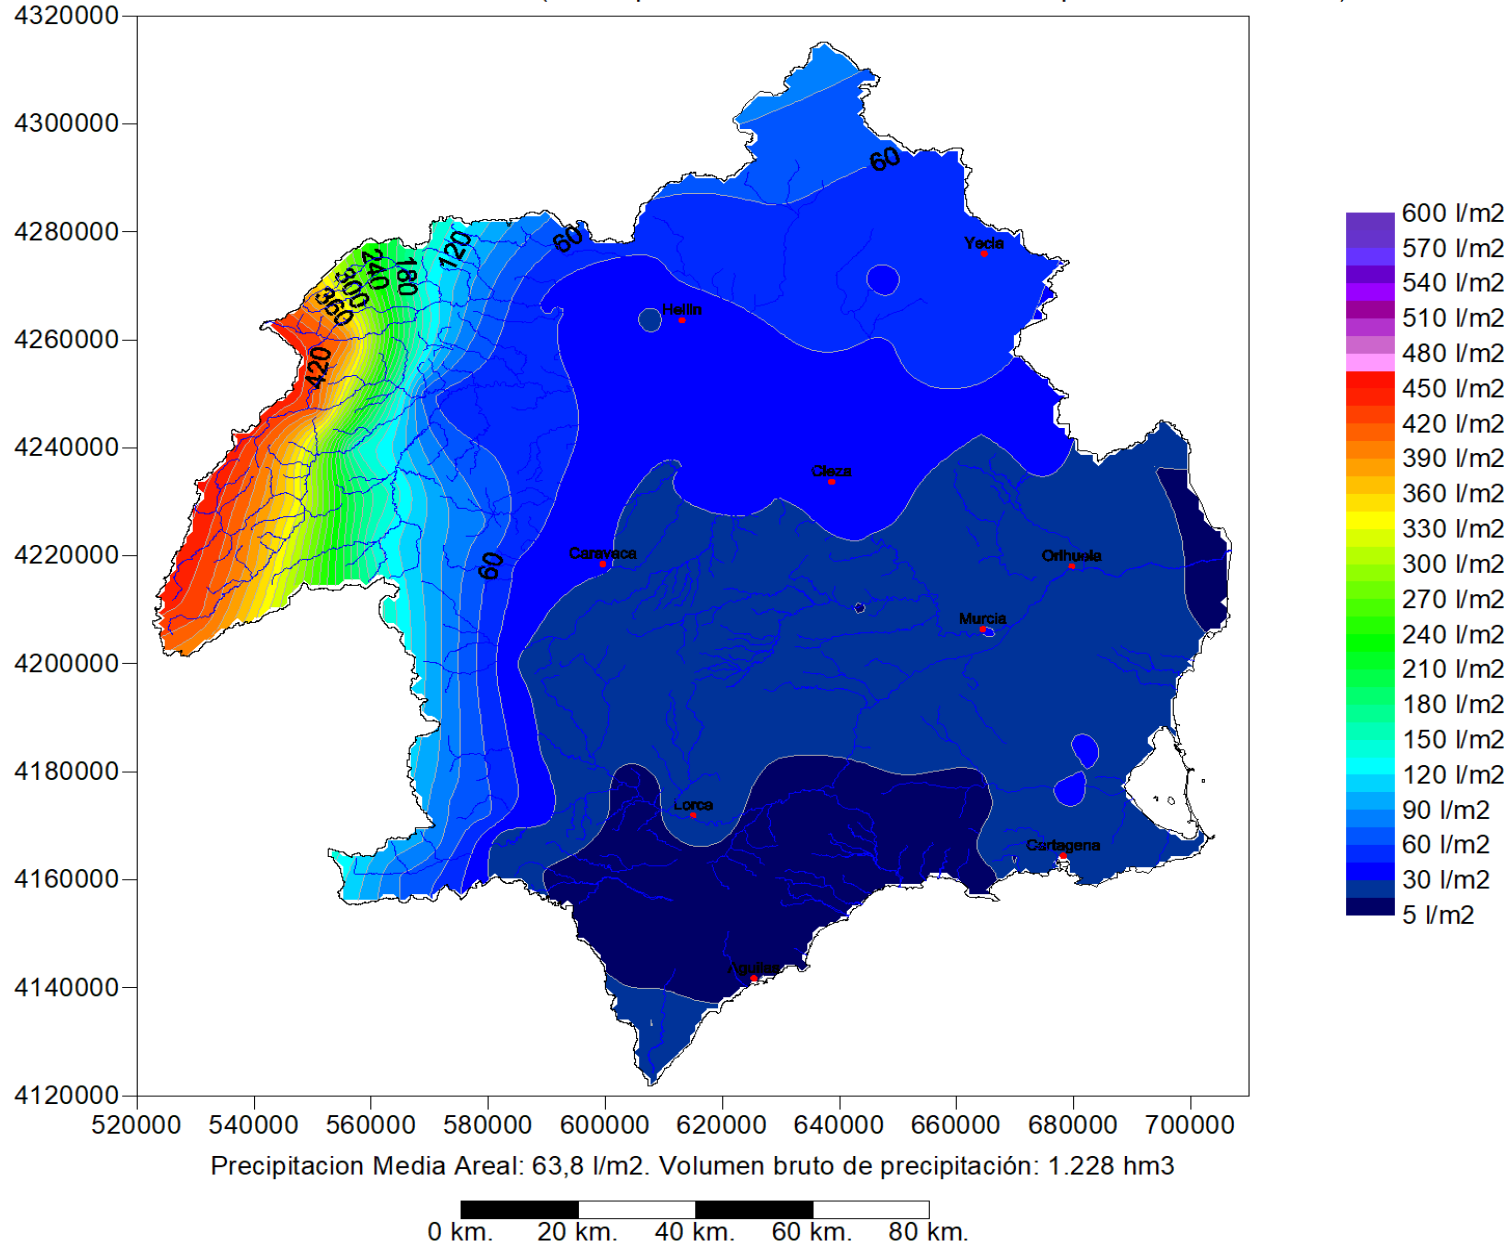 4320000
4300000
4280000
4260000
4240000
4220000
4200000
4180000
4160000
4140000
4120000
520000 540000 560000 580000 600000 620000 640000 660000 680000 700000
60
60
120
180
240
300
360
420
60
Yecla
Hellin
Cieza
Caravaca
Orihuela
Murcia
Lorca
Cartagena
Aguilas
600 l/m2
570 l/m2
540 l/m2
510 l/m2
480 l/m2
450 l/m2
420 l/m2
390 l/m2
360 l/m2
330 l/m2
300 l/m2
270 l/m2
240 l/m2
210 l/m2
180 l/m2
150 l/m2
120 l/m2
90 l/m2
60 l/m2
30 l/m2
5 l/m2
Precipitacion Media Areal: 63,8 l/m2. Volumen bruto de precipitación: 1.228 hm3
0 km. 20 km. 40 km. 60 km. 80 km.